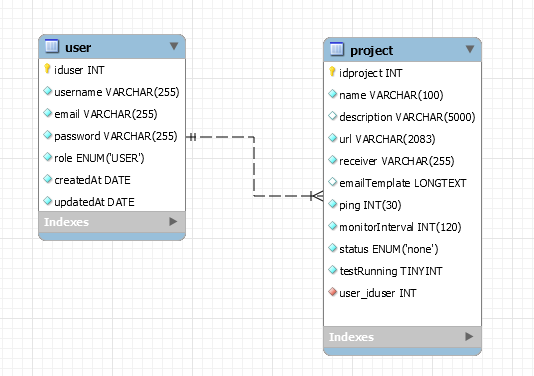 user
iduser INT
username VARCHAR(255)
email VARCHAR(255)
password VARCHAR(255)
role ENUM('USER')
createdAt DATE
updatedAt DATE
Indexes
project
idproject INT
name VARCHAR(100)
description VARCHAR(5000)
url VARCHAR(2083)
receiver VARCHAR(255)
emailTemplate LONGTEXT
ping INT(30)
monitorInterval INT(120)
status ENUM('none')
testRunning TINYINT
user_iduser INT
Indexes